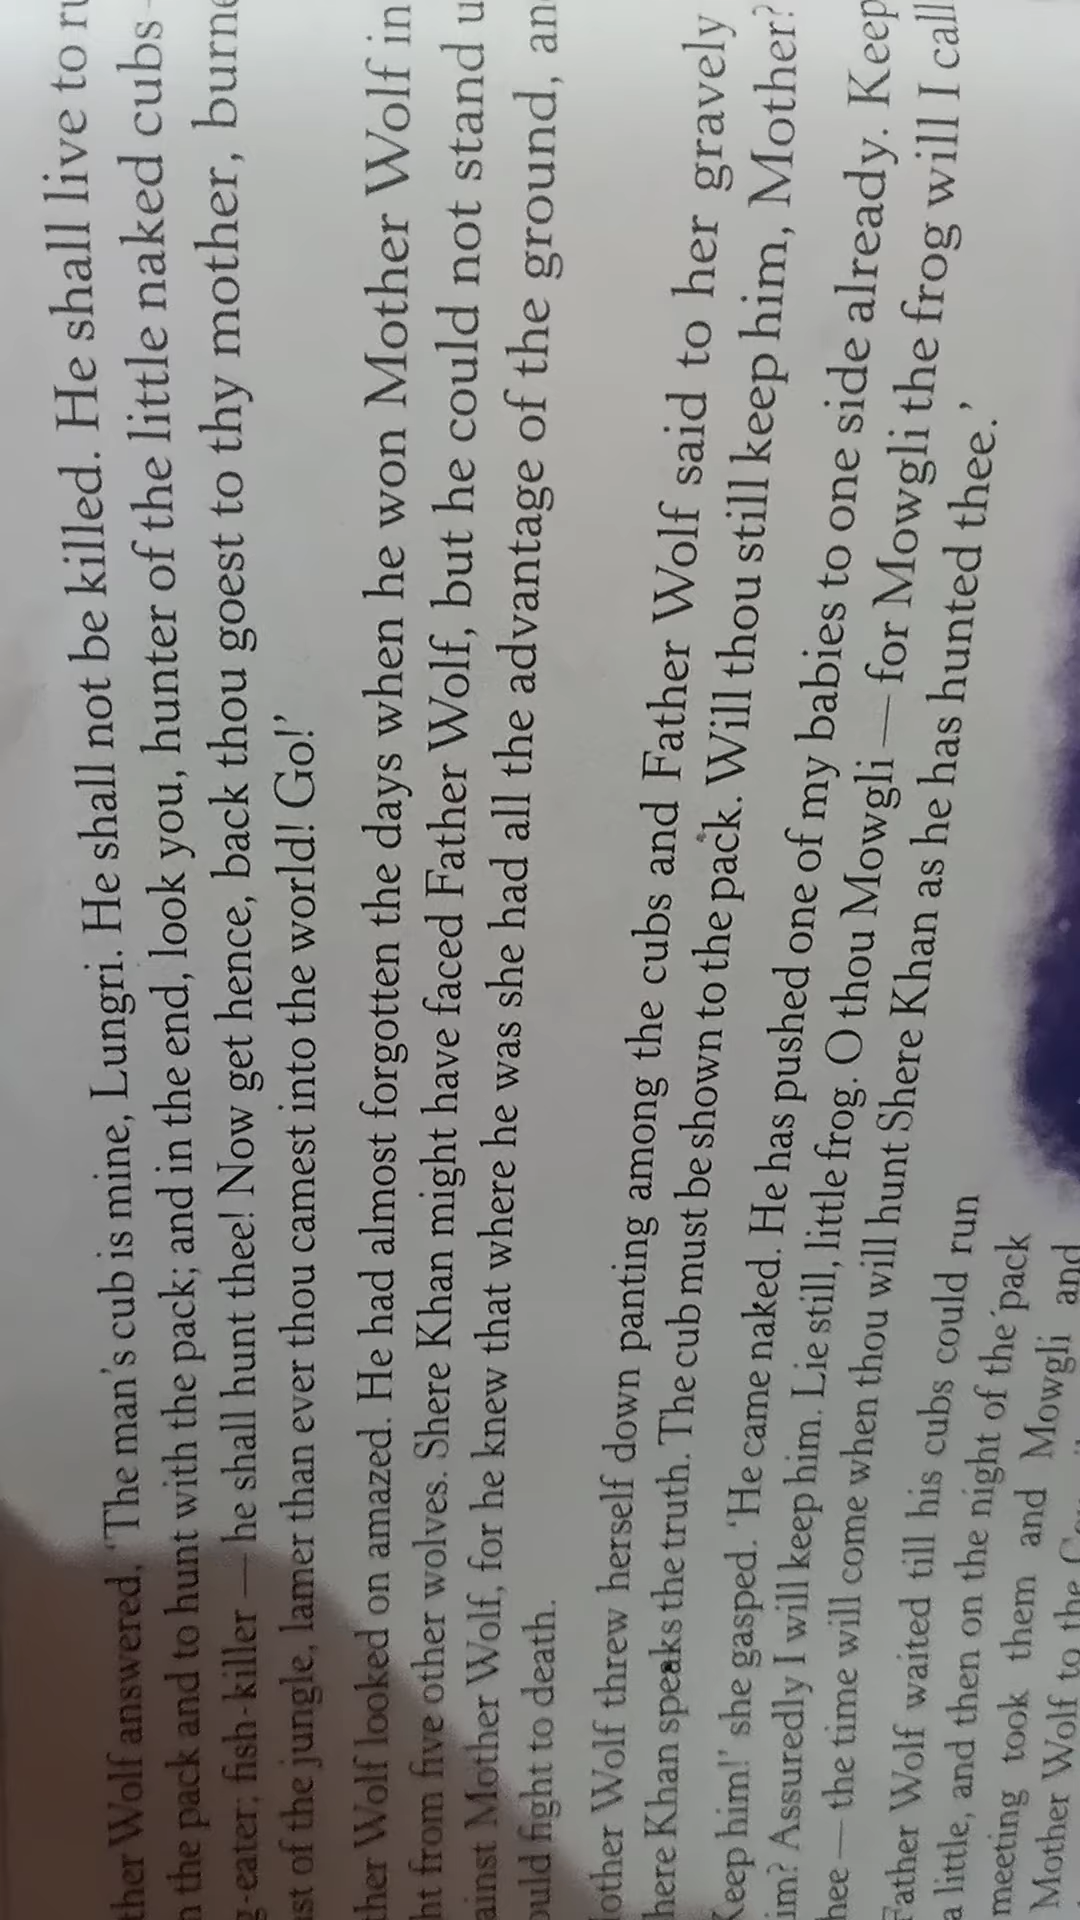 ther Wolf answered, 'The man's cub is mine, Lungri. He shall not be killed. He shall live to ru
the pack and to hunt with the pack; and in the end, look you, hunter of the little naked cubs —
g-eater; fish-killer — he shall hunt thee! Now get hence, back thou goest to thy mother, burne
st of the jungle, lamer than ever thou camest into the world! Go!'
ther Wolf looked on amazed. He had almost forgotten the days when he won Mother Wolf in
ht from five other wolves. Shere Khan might have faced Father Wolf, but he could not stand u
ainst Mother Wolf, for he knew that where he was she had all the advantage of the ground, an
ould fight to death.
other Wolf threw herself down panting among the cubs and Father Wolf said to her gravely
here Khan speaks the truth. The cub must be shown to the pack. Will thou still keep him, Mother?
Keep him!' she gasped. 'He came naked. He has pushed one of my babies to one side already. Keep
im? Assuredly I will keep him. Lie still, little frog. O thou Mowgli — for Mowgli the frog will I call
hee — the time will come when thou will hunt Shere Khan as he has hunted thee.'
Father Wolf waited till his cubs could run
a little, and then on the night of the pack
meeting took them and Mowgli and
Mother Wolf to the